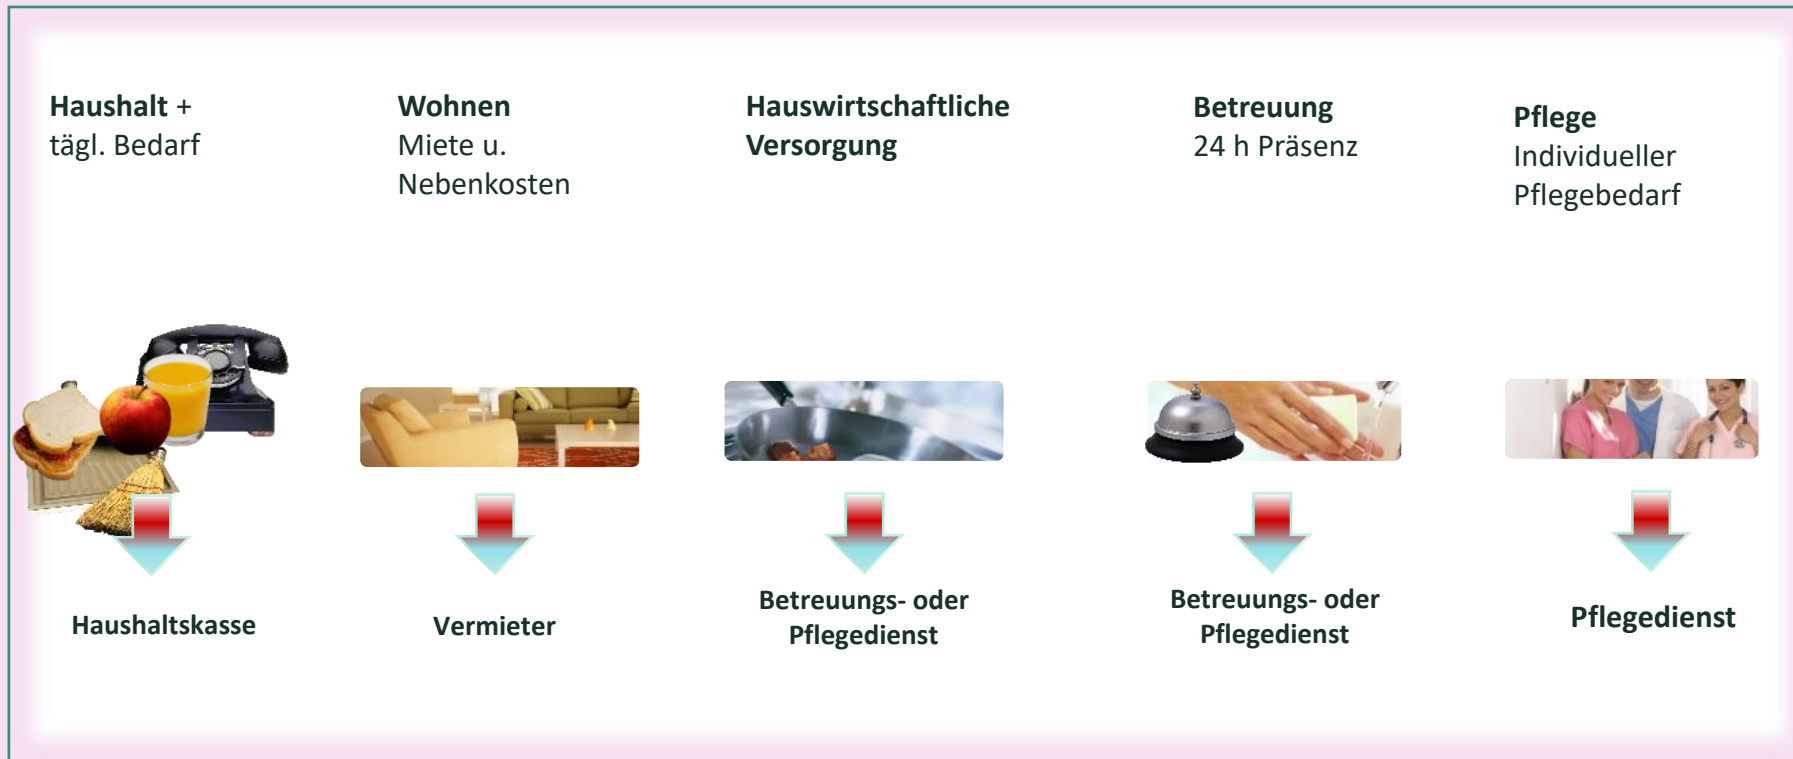 Haushalt +
tägl. Bedarf
Wohnen
Miete u.
Nebenkosten
Hauswirtschaftliche
Versorgung
Betreuung
24 h Präsenz
Pflege
Individueller
Pflegebedarf
Haushaltskasse
Vermieter
Betreuungs- oder
Pflegedienst
Betreuungs- oder
Pflegedienst
Pflegedienst